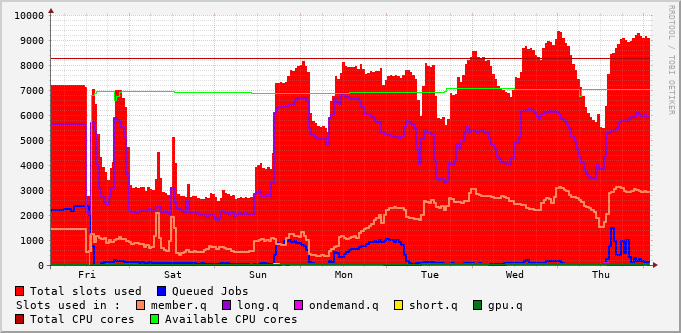 10000
9000
8000
7000
6000
5000
4000
3000
2000
1000
0
Fri Sat Sun Mon Tue Wed Thu
RRDTOOL / TOBI OETIKER
Total slots used Queued Jobs
Slots used in : member.q long.q ondemand.q short.q gpu.q
Total CPU cores Available CPU cores